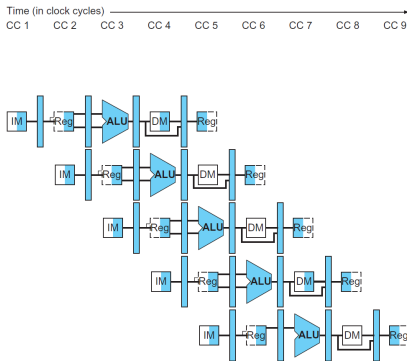 Time (in clock cycles)
CC 1 CC 2 CC 3 CC 4 CC 5 CC 6 CC 7 CC 8 CC 9
IM Reg ALU DM Reg
IM Reg ALU DM Reg
IM Reg ALU DM Reg
IM Reg ALU DM Reg
IM Reg ALU DM Reg